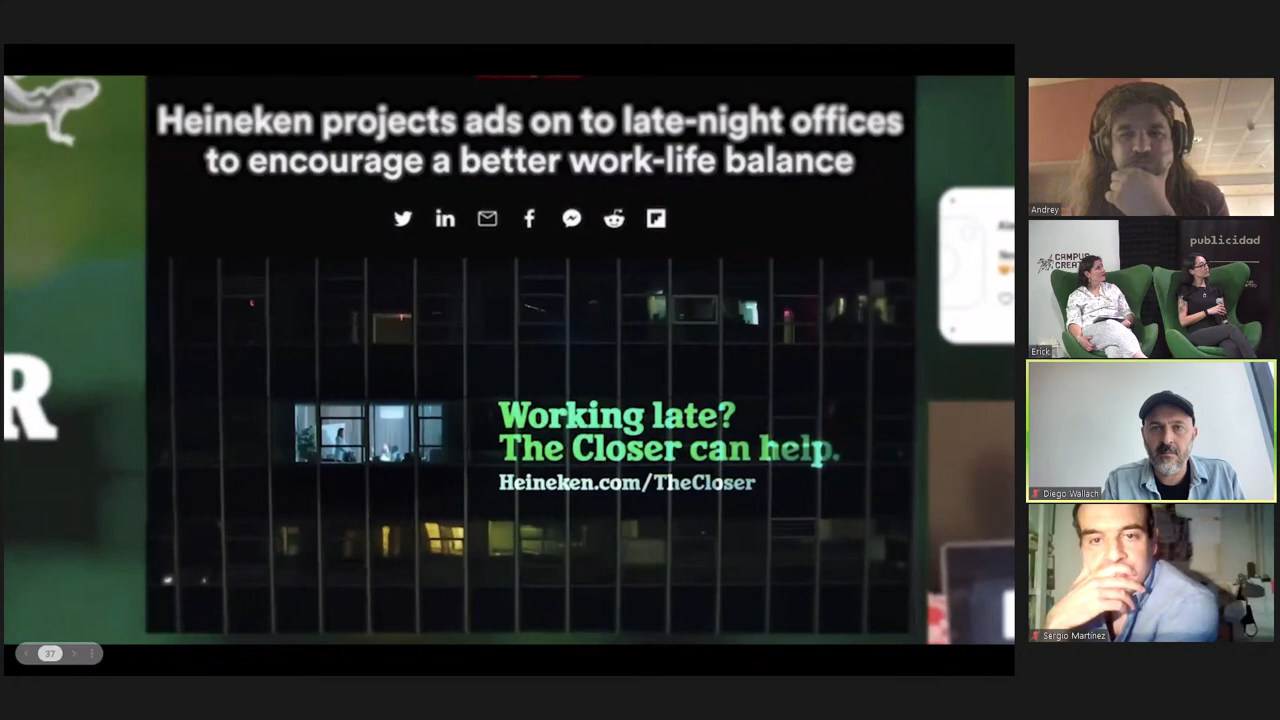 Heineken projects ads on to late-night offices
to encourage a better work-life balance
Working late?
The Closer can help.
Heineken.com/TheCloser
R
37
Andrey
publicidad
CAMPUS
Erick
Diego Wallach
Sergio Martínez